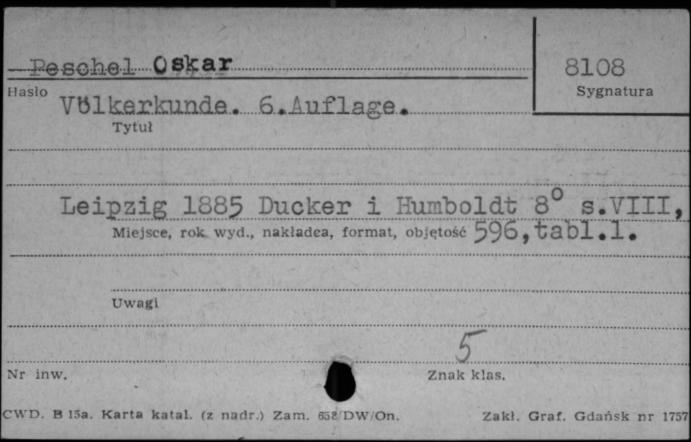 Peschel Oskar
8108
Hasło
Sygnatura
Völkerkunde. 6.Auflage.
Tytuł
Leipzig 1885 Ducker i Humboldt 8° s.VIII,
Miejsce, rok wyd., nakładca, format, objętość 596,tabl.1.
Uwagi
5
Nr inw.
Znak klas.
CWD. B 15a. Karta katal. (z nadr.) Zam. 658/DW/On.
Zakł. Graf. Gdańsk nr 1757